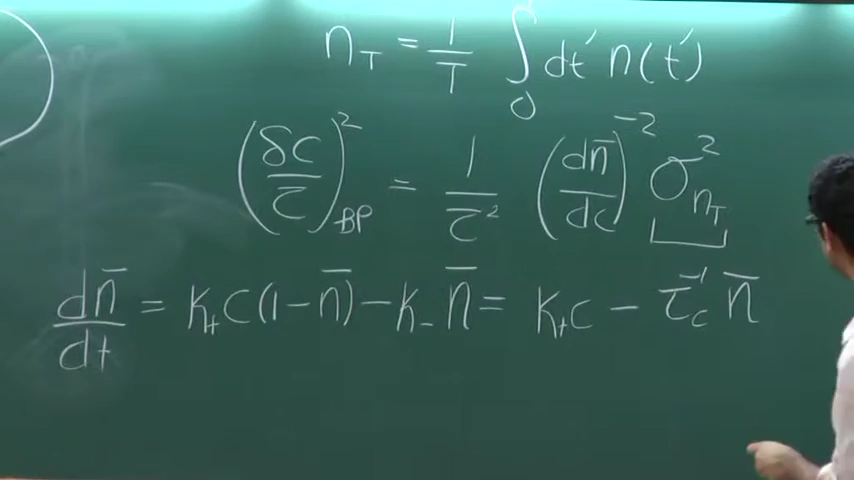 n_T = 1/T ∫_0 dt' n(t')
(δc/c̄)²_BP = 1/c̄² (dn̄/dc)⁻² σ²_{n_T}
dn̄/dt = k₊c(1-n̄) - k₋n̄ = k₊c - τ_c⁻¹ n̄